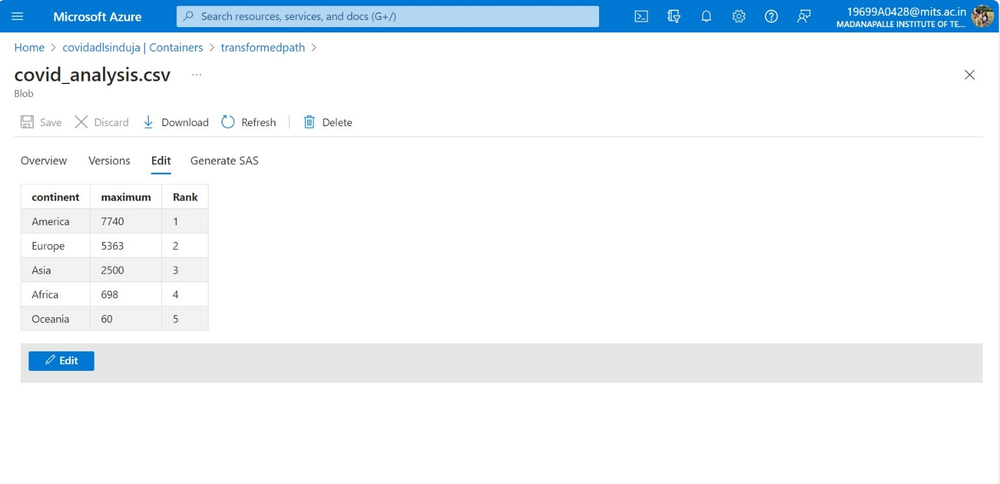 Microsoft Azure Search resources, services, and docs (G+/) 19699A0428@mits.ac.in
MADANAPALLE INSTITUTE OF TE...
Home > covidadlsinduja | Containers > transformedpath >
covid_analysis.csv ...
Blob
Save Discard Download Refresh | Delete
Overview Versions Edit Generate SAS
continent maximum Rank
America 7740 1
Europe 5363 2
Asia 2500 3
Africa 698 4
Oceania 60 5
Edit